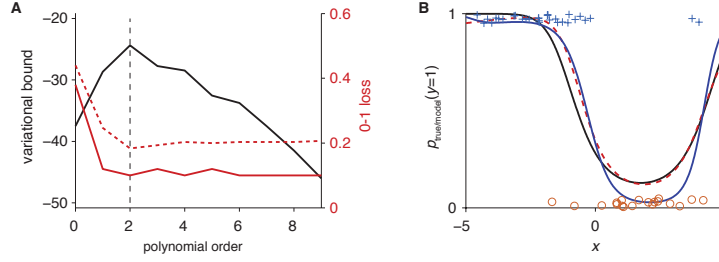 A
−20
−30
−40
−50
variational bound
0
2
4
6
8
polynomial order
0.6
0.4
0.2
0
0-1 loss
B
1
0
p_true/model(y=1)
−5
0
x